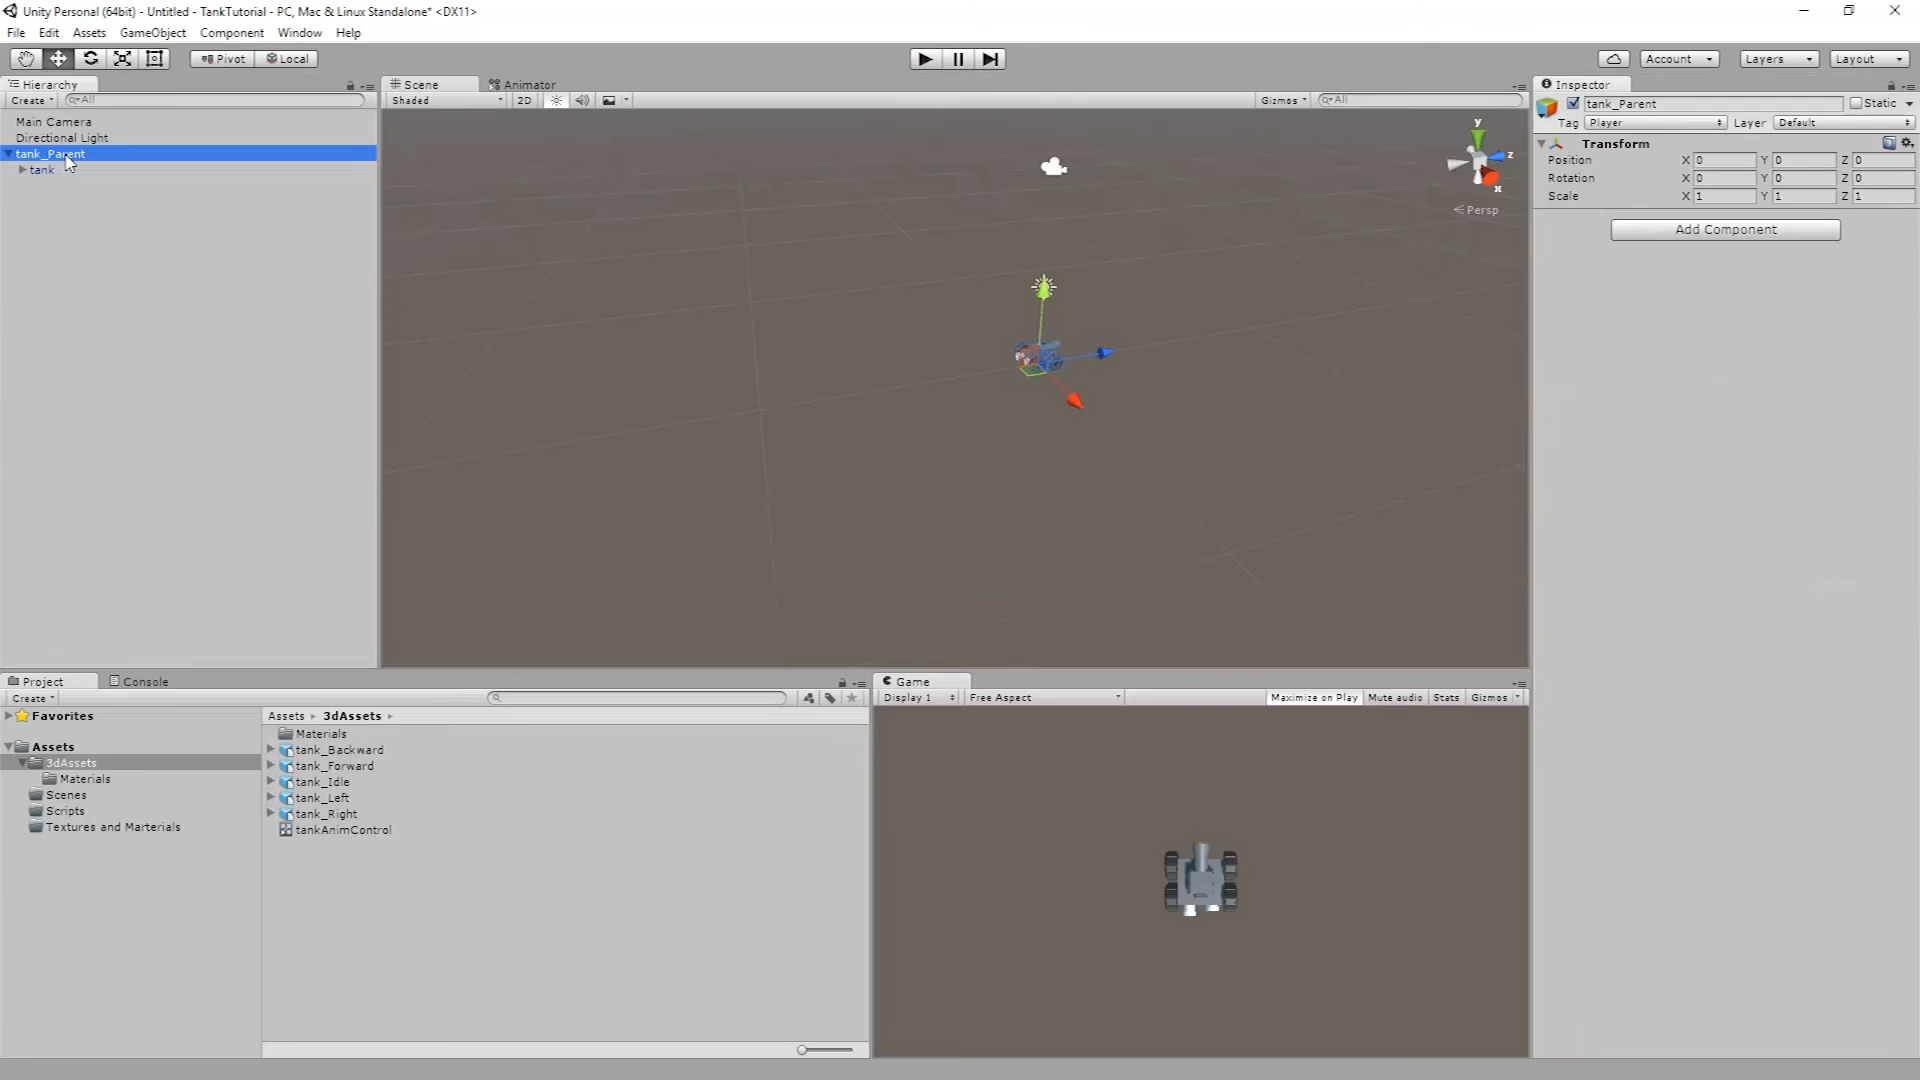 Unity Personal (64bit) - Untitled - TankTutorial - PC, Mac & Linux Standalone* <DX11>
File Edit Assets GameObject Component Window Help
Pivot Local Account Layers Layout
Hierarchy
Create All
Main Camera
Directional Light
tank_Parent
tank
Scene Animator
Shaded 2D Gizmos All
y
z
x
Persp
Inspector
tank_Parent Static
Tag Player Layer Default
Transform
Position X 0 Y 0 Z 0
Rotation X 0 Y 0 Z 0
Scale X 1 Y 1 Z 1
Add Component
Project Console
Create
Favorites
Assets
3dAssets
Materials
Scenes
Scripts
Textures and Marterials
Assets 3dAssets
Materials
tank_Backward
tank_Forward
tank_Idle
tank_Left
tank_Right
tankAnimControl
Game
Display 1 Free Aspect Maximize on Play Mute audio Stats Gizmos